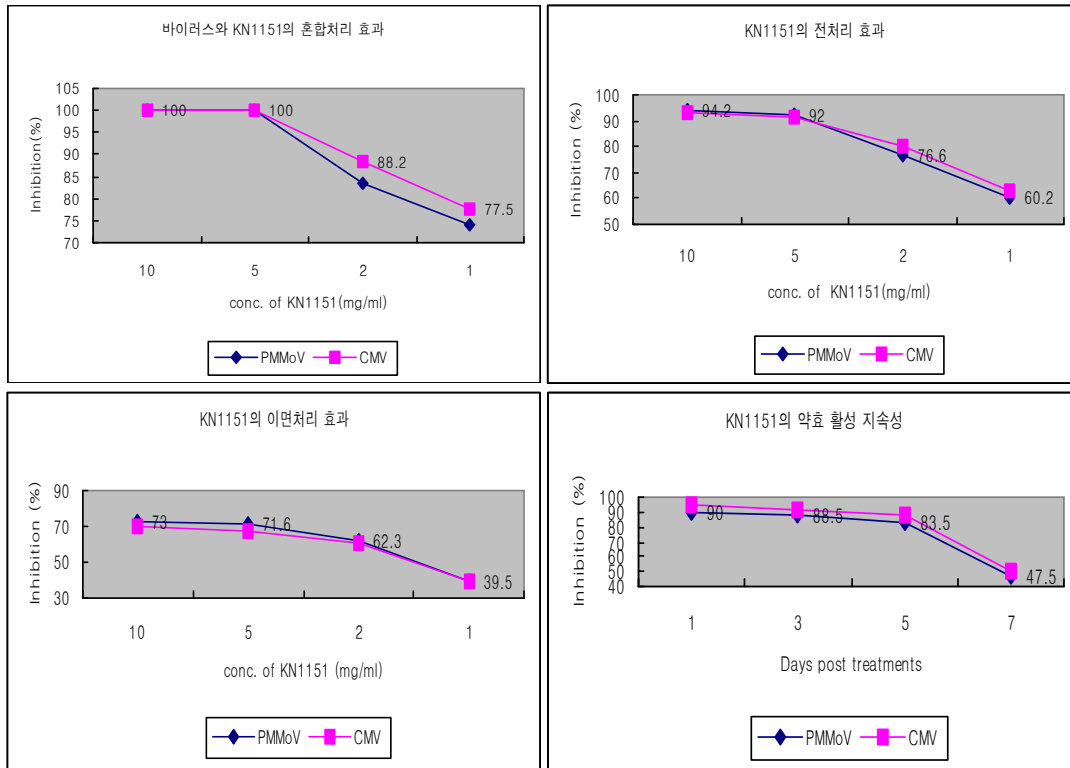 바이러스와 KN1151의 혼합처리 효과
Inhibition(%)
105
100
95
90
85
80
75
70
100
100
88.2
77.5
10 5 2 1
conc. of KN1151(mg/ml)
PMMoV CMV
KN1151의 전처리 효과
Inhibition (%)
100
90
80
70
60
50
94.2
92
76.6
60.2
10 5 2 1
conc. of KN1151(mg/ml)
PMMoV CMV
KN1151의 이면처리 효과
Inhibition (%)
90
70
50
30
73
71.6
62.3
39.5
10 5 2 1
conc. of KN1151 (mg/ml)
PMMoV CMV
KN1151의 약효 활성 지속성
Inhibition (%)
100
90
80
70
60
50
40
90
88.5
83.5
47.5
1 3 5 7
Days post treatments
PMMoV CMV